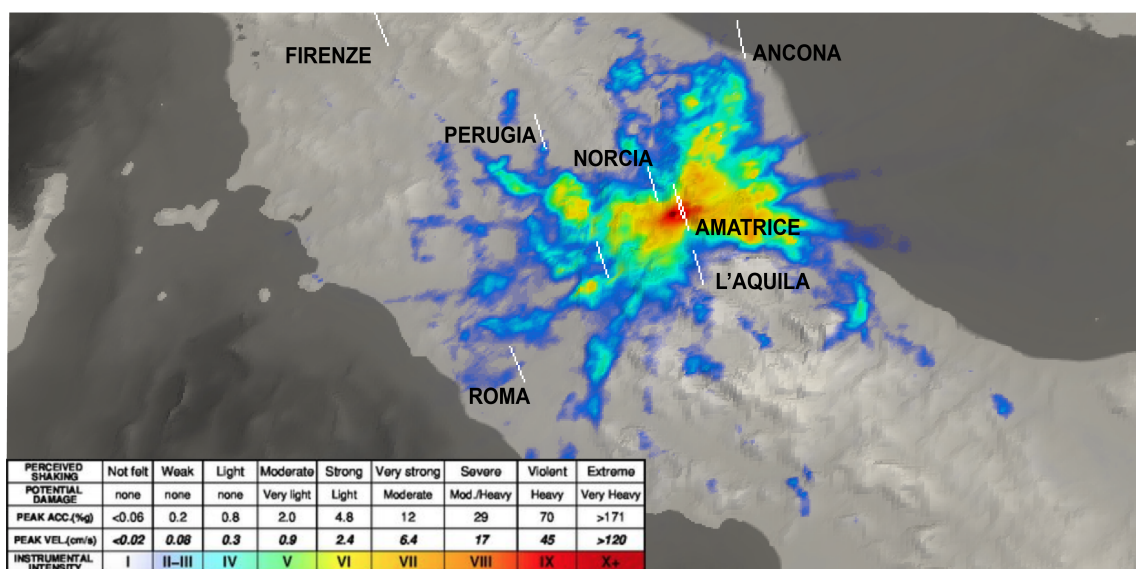 ANCONA
FIRENZE
PERUGIA
NORCIA
AMATRICE
L'AQUILA
ROMA
PERCEIVED SHAKING Not felt Weak Light Moderate Strong Very strong Severe Violent Extreme
POTENTIAL DAMAGE none none none Very light Light Moderate Mod./Heavy Heavy Very Heavy
PEAK ACC.(%g) <0.06 0.2 0.8 2.0 4.8 12 29 70 >171
PEAK VEL.(cm/s) <0.02 0.08 0.3 0.9 2.4 6.4 17 45 >120
INSTRUMENTAL INTENSITY I II–III IV V VI VII VIII IX X+